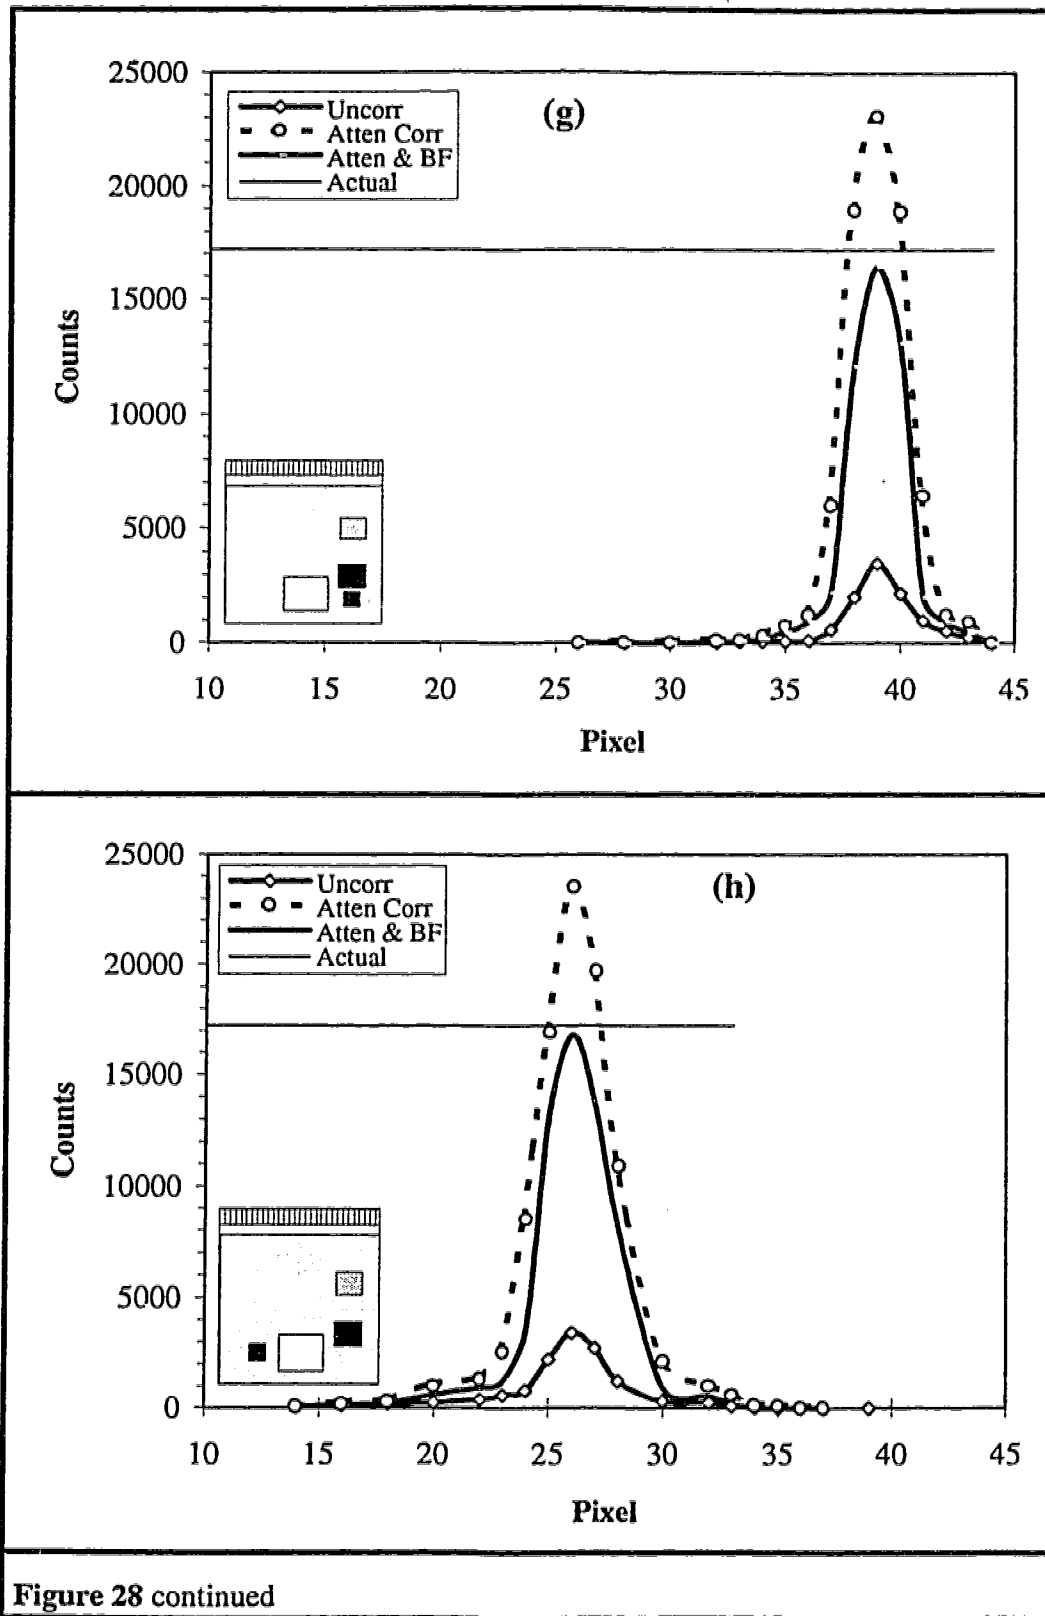 25000
20000
15000
10000
5000
0
Counts
Uncorr
Atten Corr
Atten & BF
Actual
(g)
10 15 20 25 30 35 40 45
Pixel
25000
20000
15000
10000
5000
0
Counts
Uncorr
Atten Corr
Atten & BF
Actual
(h)
10 15 20 25 30 35 40 45
Pixel
Figure 28 continued